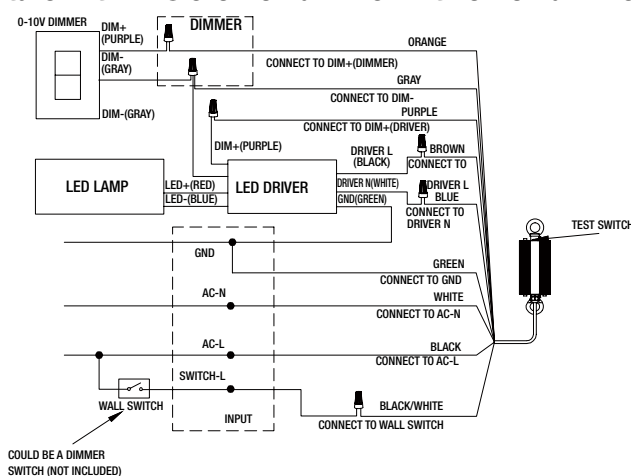 0-10V DIMMER
DIM+
(PURPLE)
DIMMER
ORANGE
DIM-
(GRAY)
CONNECT TO DIM+(DIMMER)
GRAY
CONNECT TO DIM-
PURPLE
DIM-(GRAY)
CONNECT TO DIM+(DRIVER)
DIM+(PURPLE)
DRIVER L
(BLACK)
BROWN
CONNECT TO
LED LAMP
LED+(RED)
LED-(BLUE)
LED DRIVER
DRIVER N(WHITE)
GND(GREEN)
DRIVER L
BLUE
CONNECT TO
DRIVER N
TEST SWITCH
GND
GREEN
CONNECT TO GND
AC-N
WHITE
CONNECT TO AC-N
AC-L
BLACK
CONNECT TO AC-L
SWITCH-L
WALL SWITCH
BLACK/WHITE
INPUT
CONNECT TO WALL SWITCH
COULD BE A DIMMER
SWITCH (NOT INCLUDED)